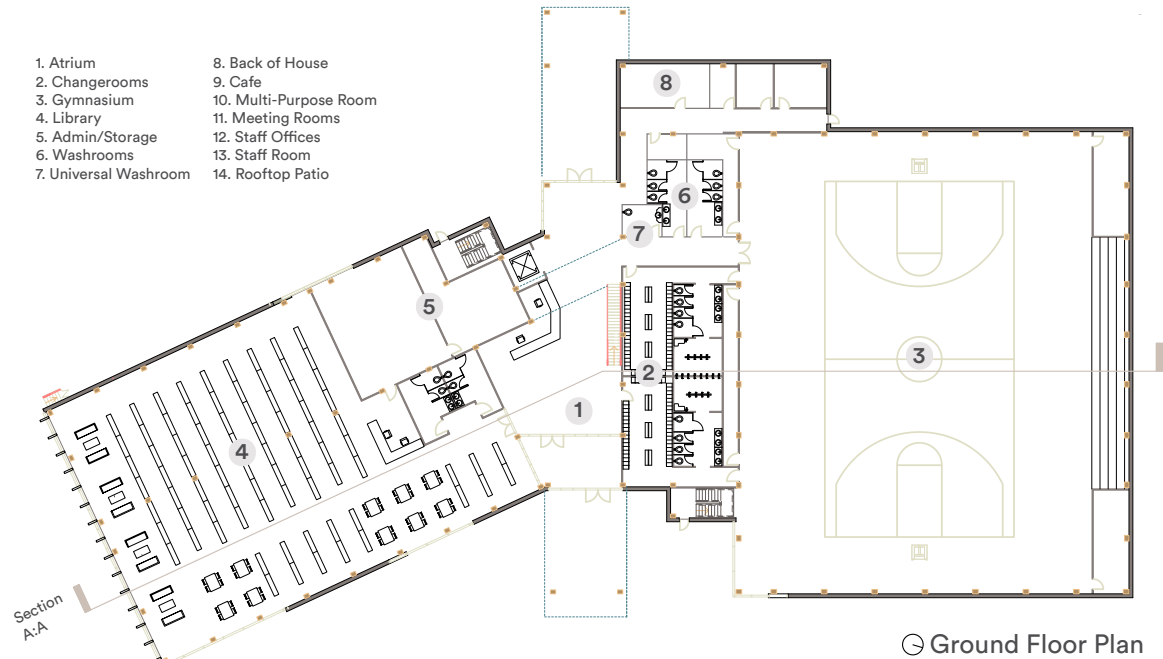 1. Atrium
2. Changerooms
3. Gymnasium
4. Library
5. Admin/Storage
6. Washrooms
7. Universal Washroom
8. Back of House
9. Cafe
10. Multi-Purpose Room
11. Meeting Rooms
12. Staff Offices
13. Staff Room
14. Rooftop Patio
8
6
7
5
3
2
1
4
Section
A:A
Ground Floor Plan